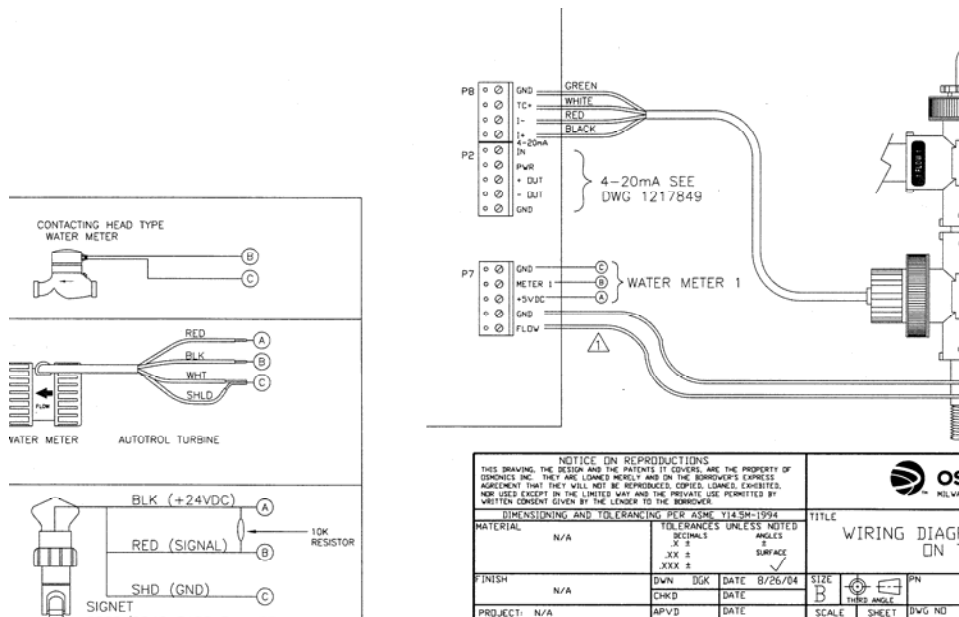 CONTACTING HEAD TYPE
WATER METER
B
C
RED
A
BLK
B
WHT
C
SHLD
FLOW
WATER METER
AUTOTROL TURBINE
BLK (+24VDC)
A
10K
RESISTOR
RED (SIGNAL)
B
SHD (GND)
C
SIGNET
P8
GND
GREEN
TC+
WHITE
I-
RED
I+
BLACK
4-20mA
P2
IN
PWR
+ OUT
- OUT
GND
4-20mA SEE
DWG 1217849
P7
GND
C
METER 1
B
+5VDC
A
GND
FLOW
WATER METER 1
1
FLOW
NOTICE ON REPRODUCTIONS
THIS DRAWING, THE DESIGN AND THE PATENTS IT COVERS, ARE THE PROPERTY OF
OSMONICS INC. THEY ARE LOANED MERELY AND ON THE BORROWER'S EXPRESS
AGREEMENT THAT THEY WILL NOT BE REPRODUCED, COPIED, LOANED, EXHIBITED,
NOR USED EXCEPT IN THE LIMITED WAY AND THE PRIVATE USE PERMITTED BY
WRITTEN CONSENT GIVEN BY THE LENDER TO THE BORROWER.
DIMENSIONING AND TOLERANCING PER ASME Y14.5M-1994
MATERIAL
N/A
TOLERANCES UNLESS NOTED
DECIMALS
ANGLES
.X ±
±
.XX ±
SURFACE
.XXX ±
FINISH
N/A
DWN DGK
DATE 8/26/04
CHKD
DATE
PROJECT: N/A
APVD
DATE
OS
MILWA
TITLE
WIRING DIAG
ON
SIZE
B
THIRD ANGLE
PN
SCALE
SHEET
DWG NO